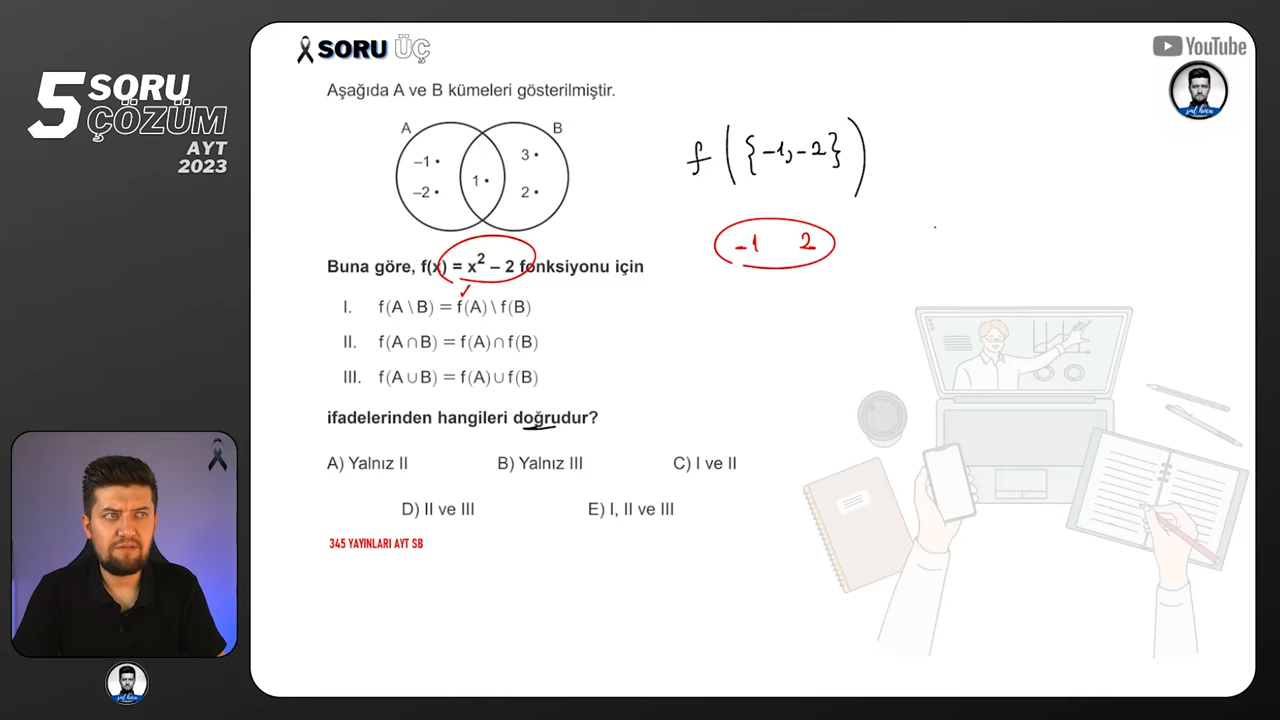 5 SORU
ÇÖZÜM
AYT
2023
SORU ÜÇ
YouTube
Aşağıda A ve B kümeleri gösterilmiştir.
A
B
–1 •
–2 •
1 •
3 •
2 •
f ({-1, -2})
-1 2
Buna göre, f(x) = x² – 2 fonksiyonu için
I. f(A \ B) = f(A) \ f(B)
II. f(A ∩ B) = f(A) ∩ f(B)
III. f(A ∪ B) = f(A) ∪ f(B)
ifadelerinden hangileri doğrudur?
A) Yalnız II B) Yalnız III C) I ve II
D) II ve III E) I, II ve III
345 YAYINLARI AYT SB